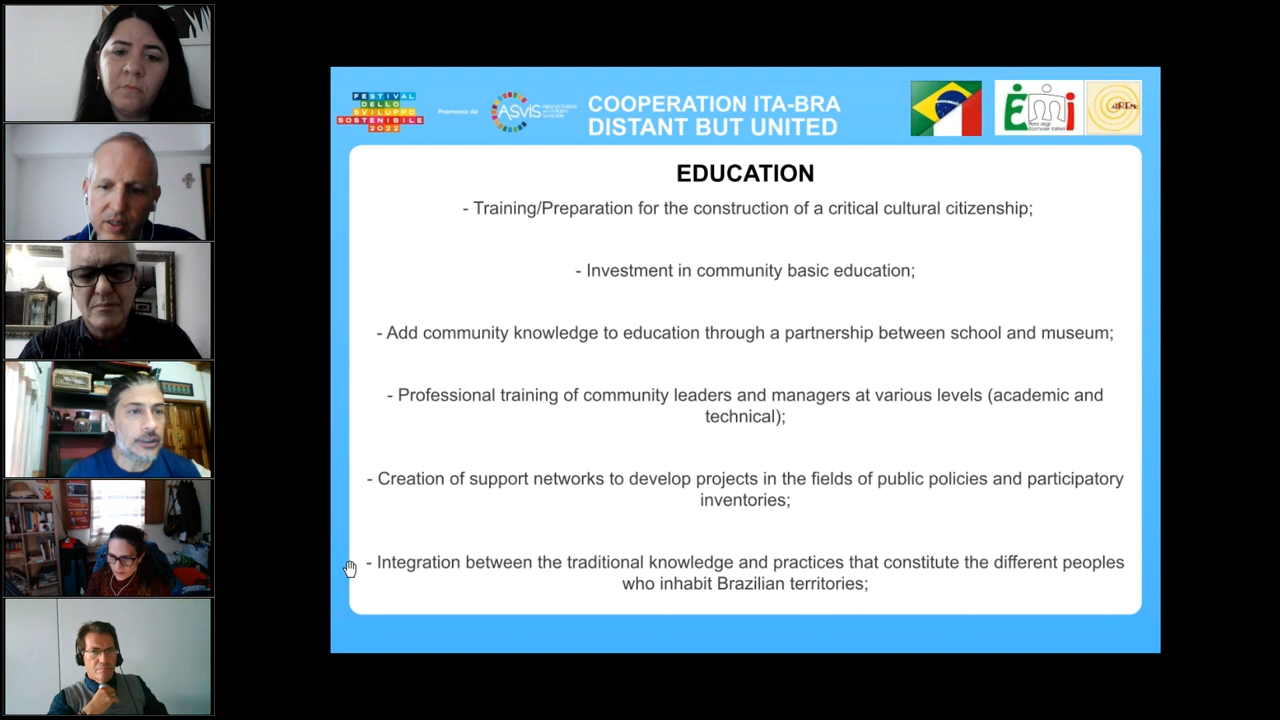 FESTIVAL
DELLO
SVILUPPO
SOSTENIBILE
2022
Promosso da
ASviS
COOPERATION ITA-BRA
DISTANT BUT UNITED
EDUCATION
- Training/Preparation for the construction of a critical cultural citizenship;
- Investment in community basic education;
- Add community knowledge to education through a partnership between school and museum;
- Professional training of community leaders and managers at various levels (academic and
technical);
- Creation of support networks to develop projects in the fields of public policies and participatory
inventories;
- Integration between the traditional knowledge and practices that constitute the different peoples
who inhabit Brazilian territories;